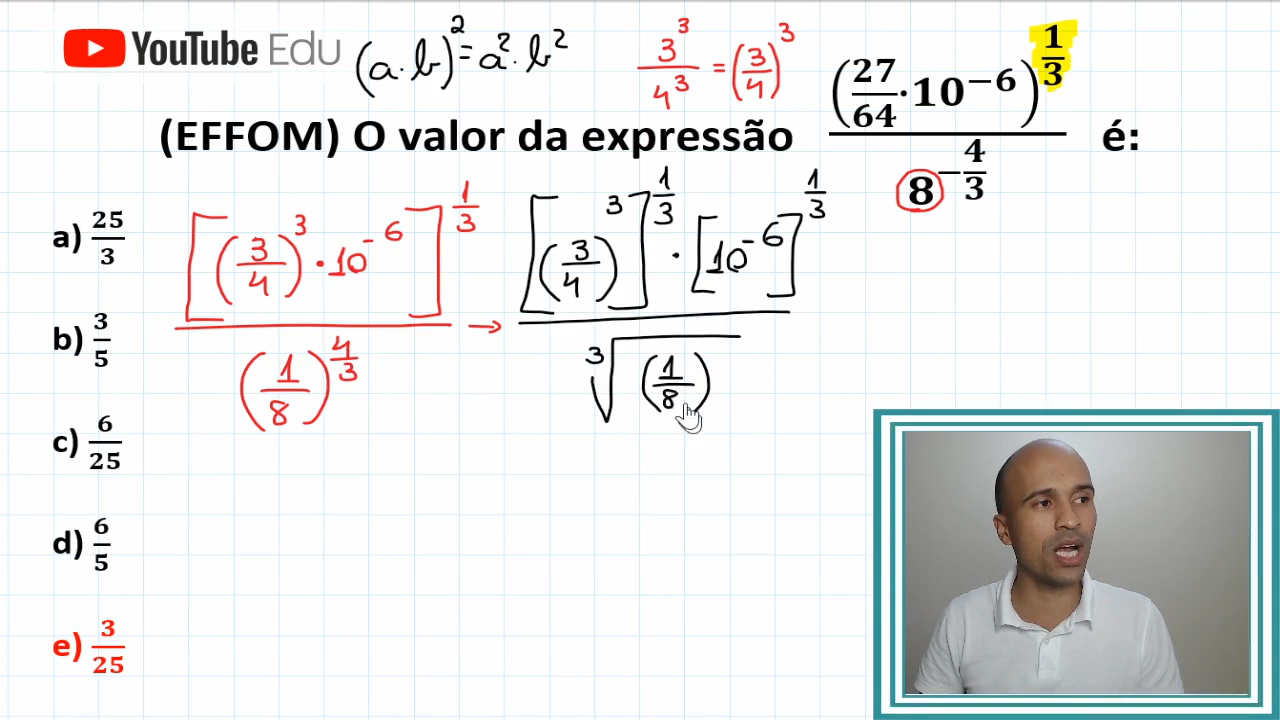 YouTube Edu
(a·b)² = a²·b²
3³/4³ = (3/4)³
(EFFOM) O valor da expressão (27/64·10⁻⁶)^(1/3) / 8^(−4/3) é:
[(3/4)³·10⁻⁶]^(1/3) / (1/8)^(4/3) → [(3/4)³]^(1/3)·[10⁻⁶]^(1/3) / ³√(1/8)
a) 25/3
b) 3/5
c) 6/25
d) 6/5
e) 3/25